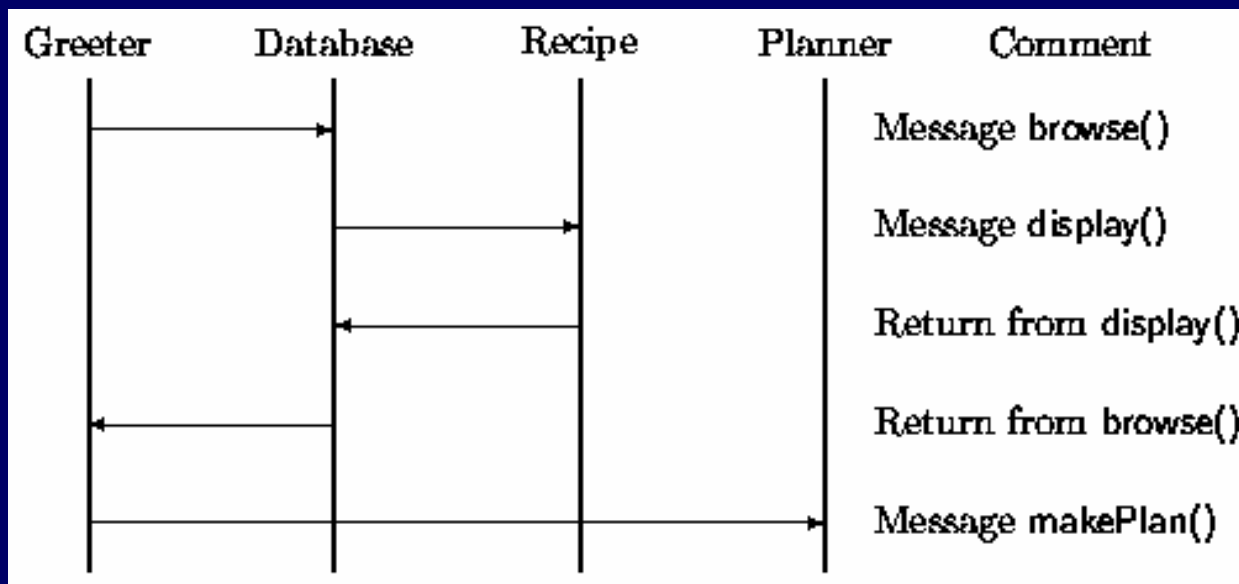 Greeter Database Recipe Planner Comment
Message browse()
Message display()
Return from display()
Return from browse()
Message makePlan()